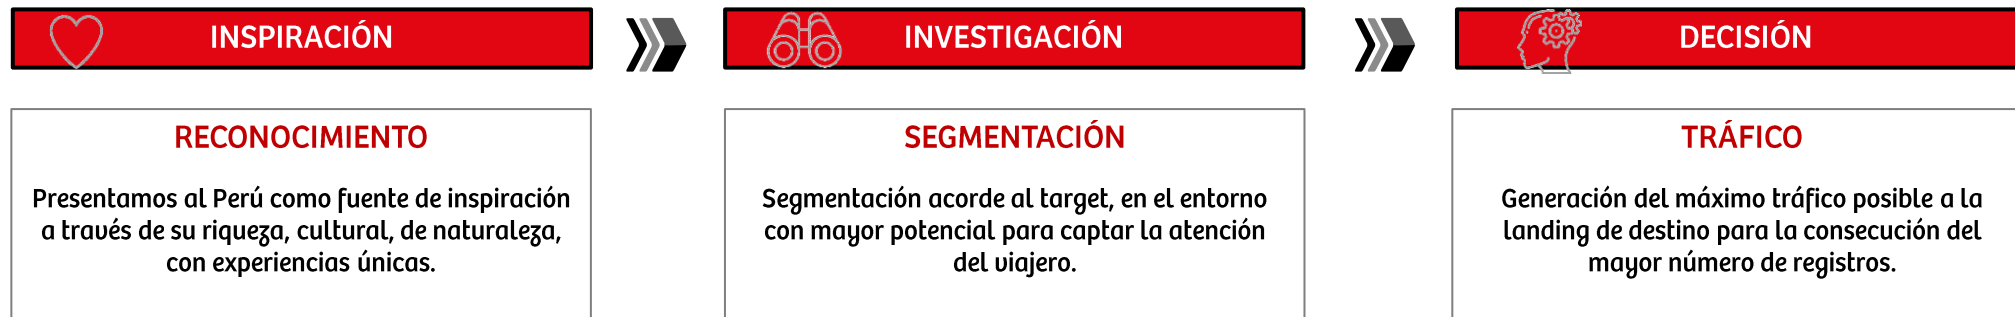 INSPIRACIÓN
INVESTIGACIÓN
DECISIÓN
RECONOCIMIENTO
Presentamos al Perú como fuente de inspiración
a través de su riqueza, cultural, de naturaleza,
con experiencias únicas.
SEGMENTACIÓN
Segmentación acorde al target, en el entorno
con mayor potencial para captar la atención
del viajero.
TRÁFICO
Generación del máximo tráfico posible a la
landing de destino para la consecución del
mayor número de registros.